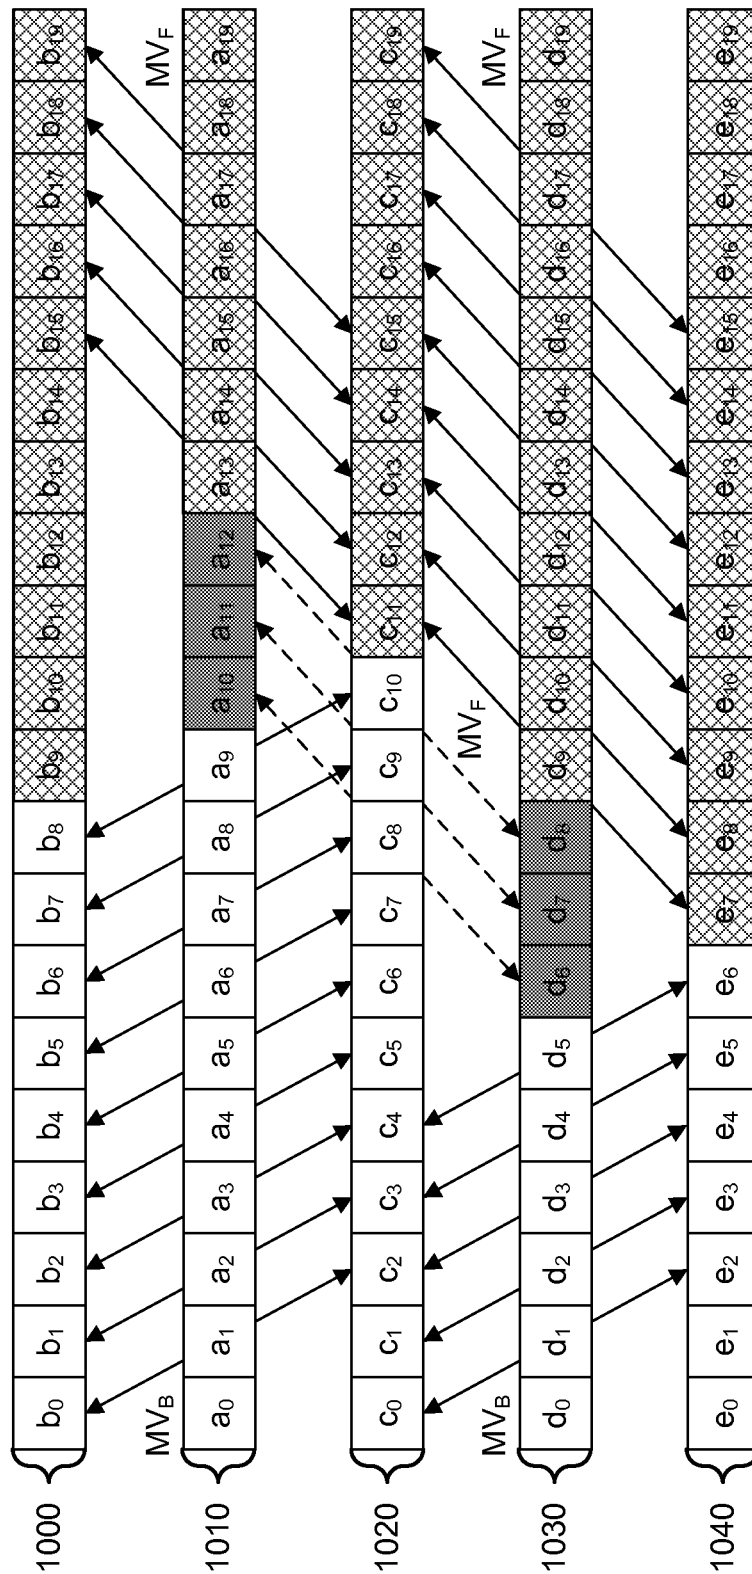 1000 b0 b1 b2 b3 b4 b5 b6 b7 b8 b9 b10 b11 b12 b13 b14 b15 b16 b17 b18 b19
MVB MVF
1010 a0 a1 a2 a3 a4 a5 a6 a7 a8 a9 a10 a11 a12 a13 a14 a15 a16 a17 a18 a19
1020 c0 c1 c2 c3 c4 c5 c6 c7 c8 c9 c10 c11 c12 c13 c14 c15 c16 c17 c18 c19
MVF
MVB MVF
1030 d0 d1 d2 d3 d4 d5 d6 d7 d8 d9 d10 d11 d12 d13 d14 d15 d16 d17 d18 d19
1040 e0 e1 e2 e3 e4 e5 e6 e7 e8 e9 e10 e11 e12 e13 e14 e15 e16 e17 e18 e19